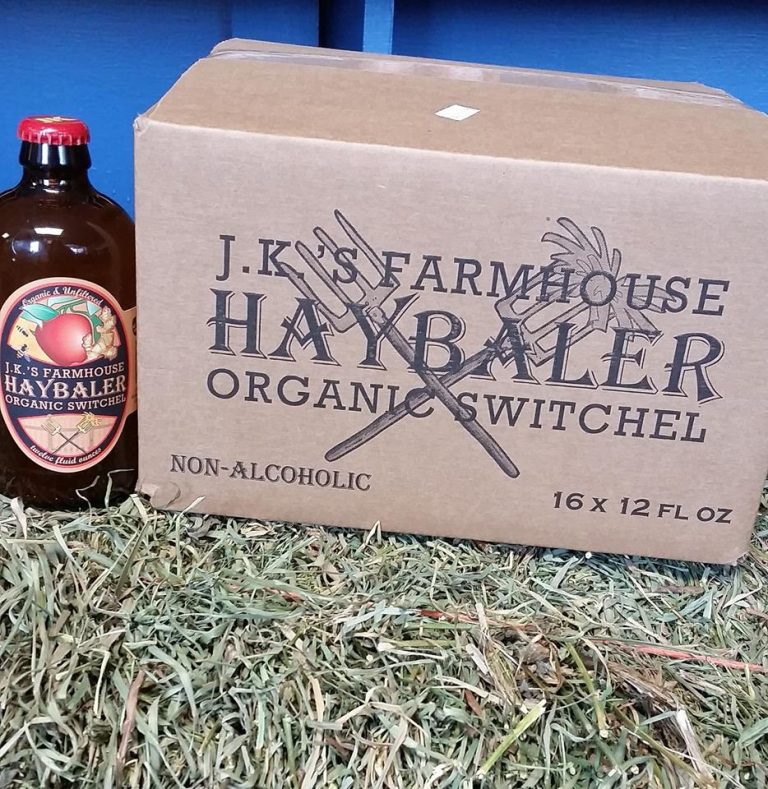 Organic & Unfiltered
J.K.'S FARMHOUSE
HAYBALER
ORGANIC SWITCHEL
twelve fluid ounces
J.K.'S FARMHOUSE
HAYBALER
ORGANIC SWITCHEL
NON-ALCOHOLIC
16 X 12 FL OZ